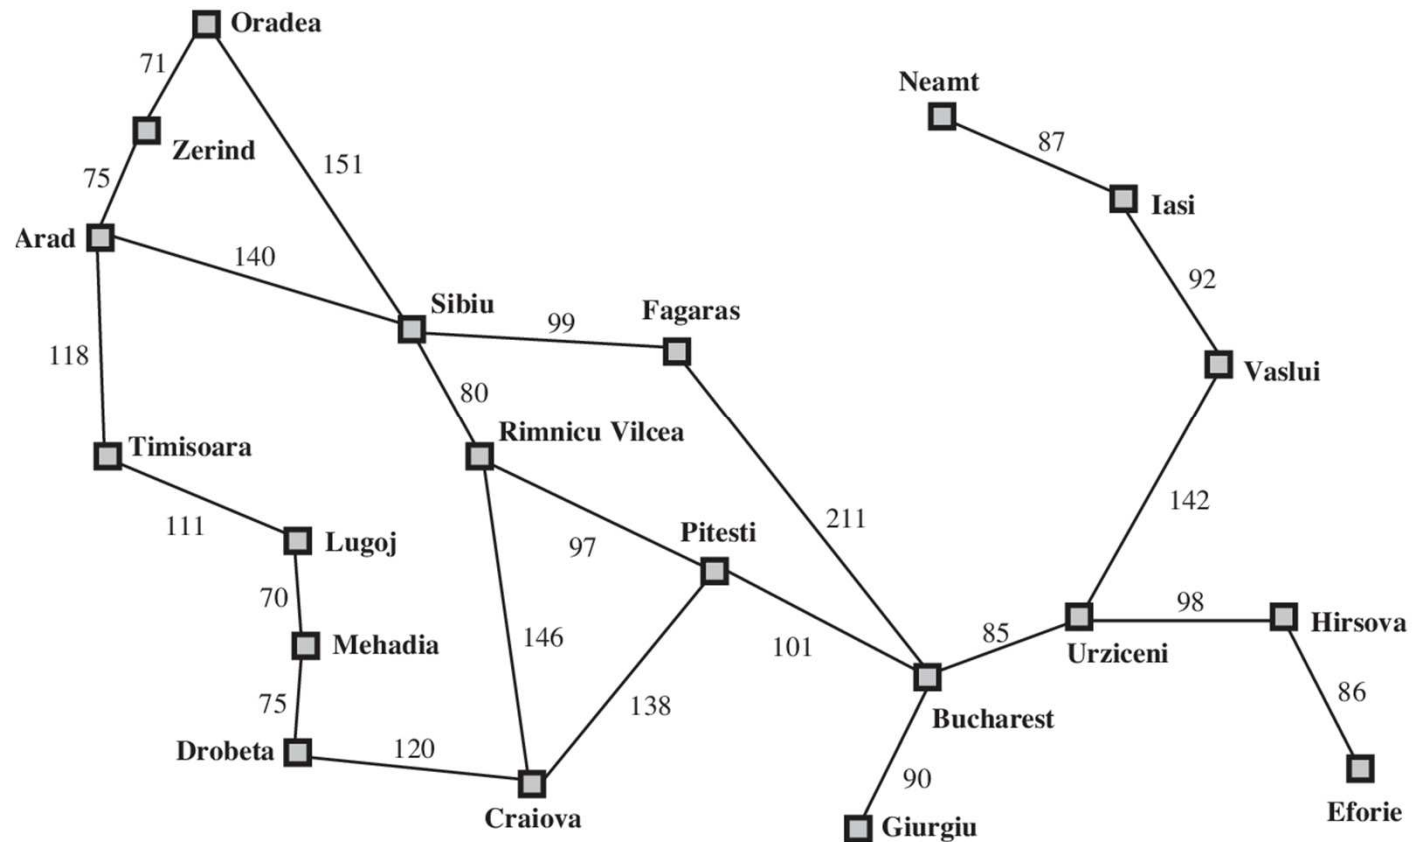 Oradea
71
Neamt
Zerind
87
151
75
Iasi
Arad
140
92
Sibiu
Fagaras
99
118
Vaslui
80
Rimnicu Vilcea
Timisoara
142
111
211
Pitesti
Lugoj
97
70
98
Hirsova
146
85
Mehadia
101
Urziceni
86
75
138
Bucharest
Drobeta
120
90
Eforie
Craiova
Giurgiu